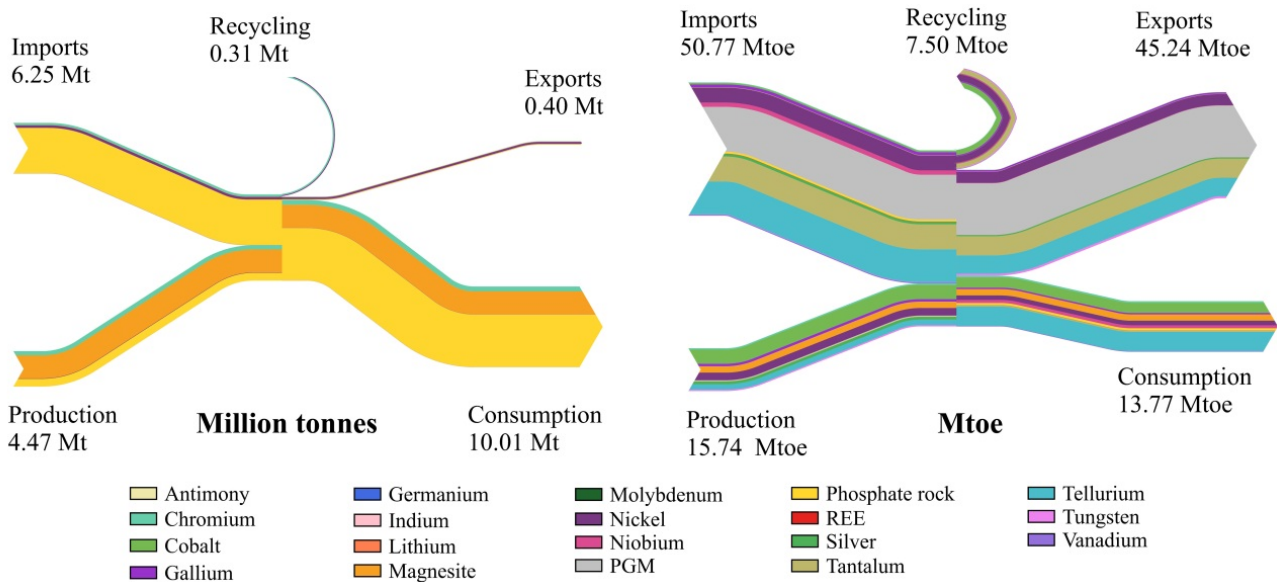 Imports
6.25 Mt
Recycling
0.31 Mt
Exports
0.40 Mt
Production
4.47 Mt
Million tonnes
Consumption
10.01 Mt
Imports
50.77 Mtoe
Recycling
7.50 Mtoe
Exports
45.24 Mtoe
Production
15.74 Mtoe
Mtoe
Consumption
13.77 Mtoe
Antimony
Chromium
Cobalt
Gallium
Germanium
Indium
Lithium
Magnesite
Molybdenum
Nickel
Niobium
PGM
Phosphate rock
REE
Silver
Tantalum
Tellurium
Tungsten
Vanadium